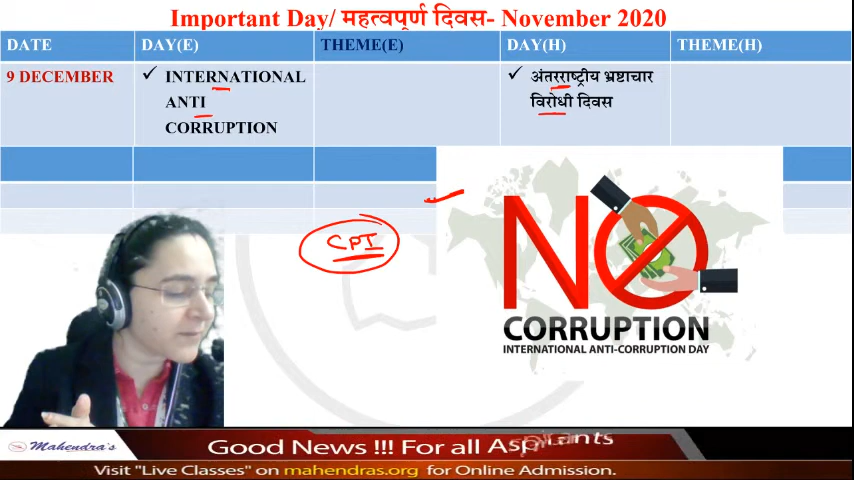 Important Day/ महत्वपूर्ण दिवस- November 2020
DATE DAY(E) THEME(E) DAY(H) THEME(H)
9 DECEMBER ✓ INTERNATIONAL ANTI CORRUPTION ✓ अंतरराष्ट्रीय भ्रष्टाचार विरोधी दिवस
CPI
NO
CORRUPTION
INTERNATIONAL ANTI-CORRUPTION DAY
Mahendra's
Good News !!! For all Aspirants
Visit "Live Classes" on mahendras.org for Online Admission.